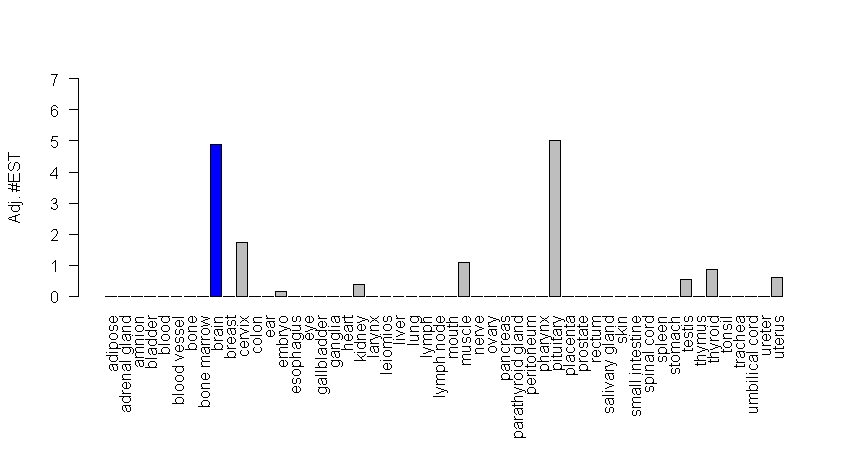 7
6
5
4
3
2
1
0
Adj. #EST
adipose
adrenal gland
amnion
bladder
blood
blood vessel
bone
bone marrow
brain
breast
cervix
colon
ear
embryo
esophagus
eye
gallbladder
ganglia
heart
kidney
larynx
leiomios
liver
lung
lymph
lymph node
mouth
muscle
nerve
ovary
pancreas
parathyroid gland
peritoneum
pharynx
pituitary
placenta
prostate
rectum
salivary gland
skin
small intestine
spinal cord
spleen
stomach
testis
thymus
thyroid
tonsil
trachea
umbilical cord
ureter
uterus